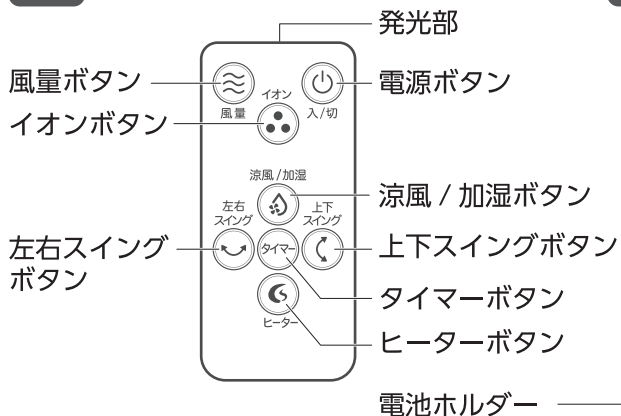 発光部
風量ボタン
電源ボタン
イオン
風量
入/切
イオンボタン
涼風/加湿
涼風 / 加湿ボタン
左右
スイング
上下
スイング
左右スイング
ボタン
タイマー
上下スイングボタン
タイマーボタン
ヒーター
ヒーターボタン
電池ホルダー